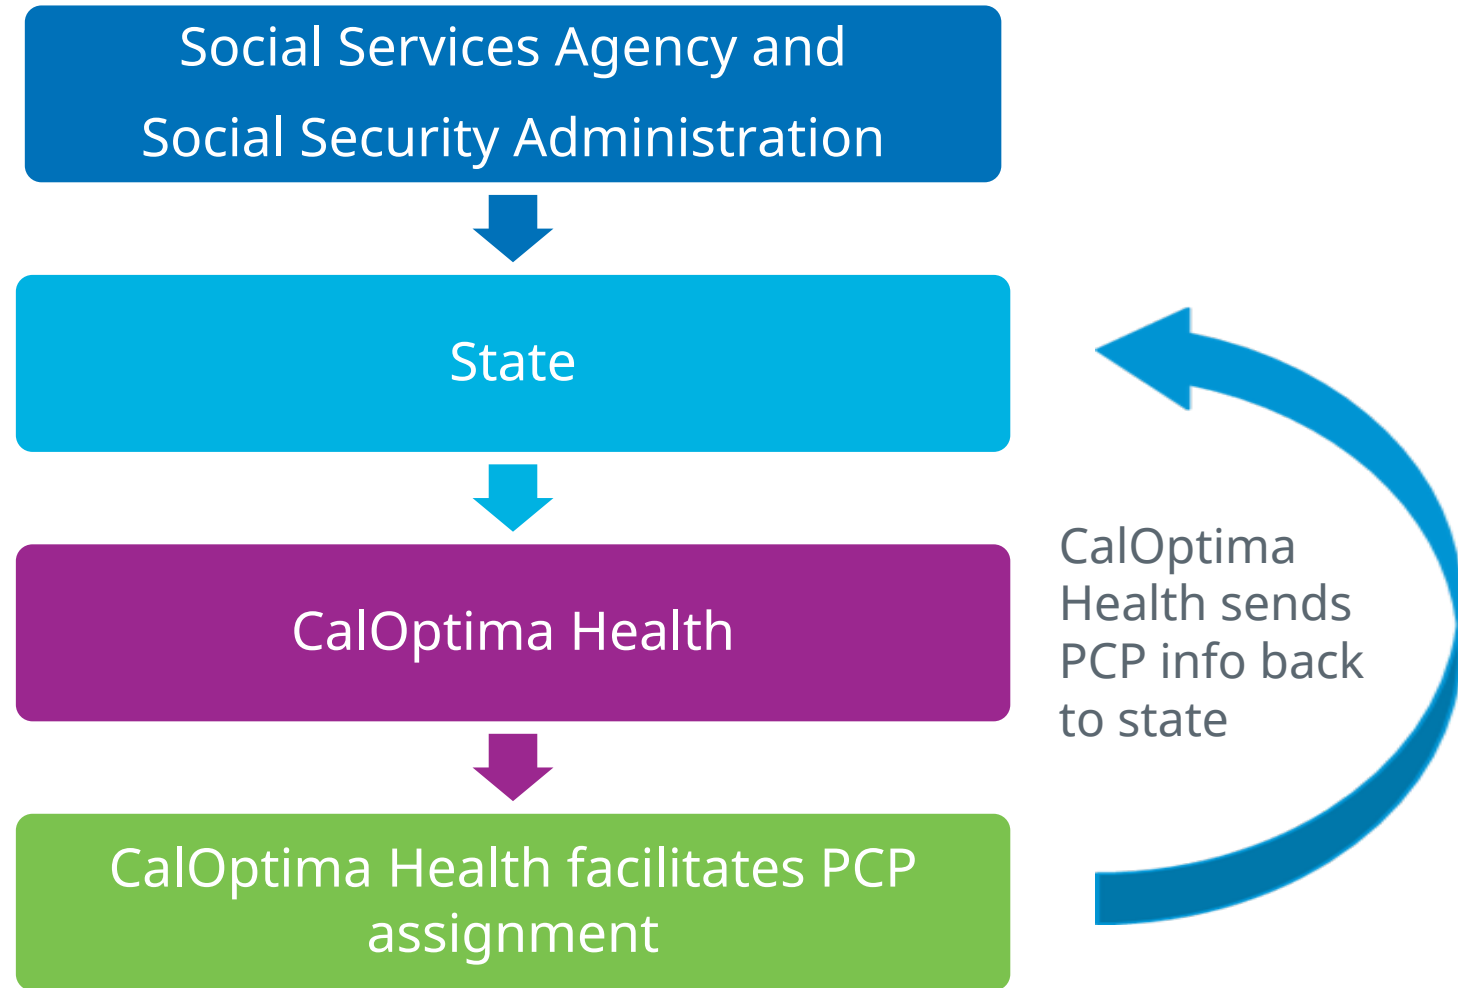 Social Services Agency and
Social Security Administration
State
CalOptima Health
CalOptima
Health sends
PCP info back
to state
CalOptima Health facilitates PCP
assignment